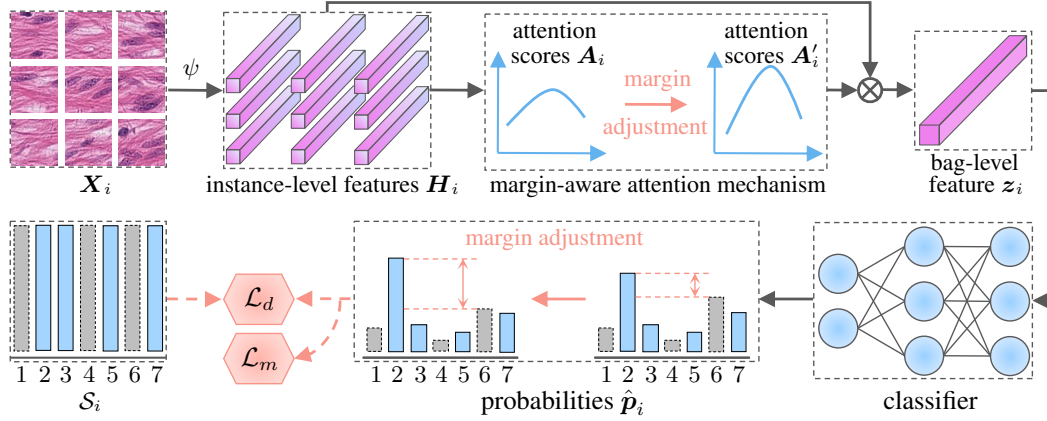 ψ
attention
scores A_i
margin
adjustment
attention
scores A'_i
X_i
instance-level features H_i
margin-aware attention mechanism
bag-level
feature z_i
margin adjustment
L_d
L_m
1 2 3 4 5 6 7
S_i
1 2 3 4 5 6 7
1 2 3 4 5 6 7
probabilities p̂_i
classifier